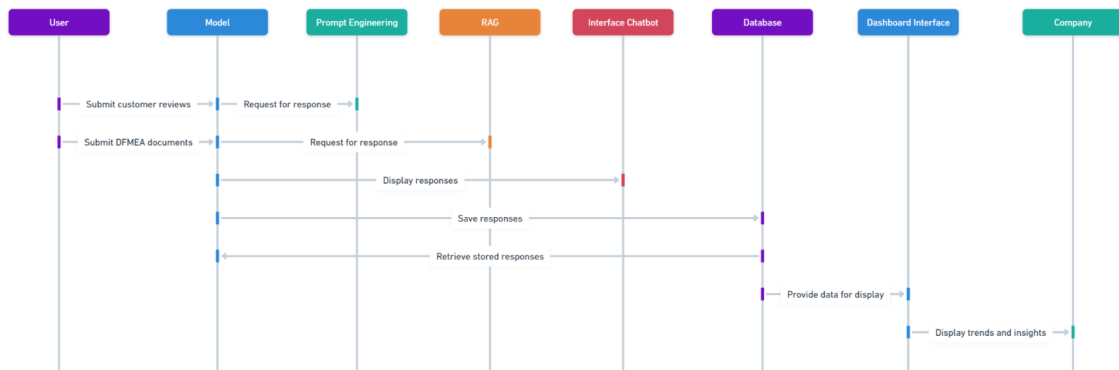 User
Model
Prompt Engineering
RAG
Interface Chatbot
Database
Dashboard Interface
Company
Submit customer reviews
Request for response
Submit DFMEA documents
Request for response
Display responses
Save responses
Retrieve stored responses
Provide data for display
Display trends and insights